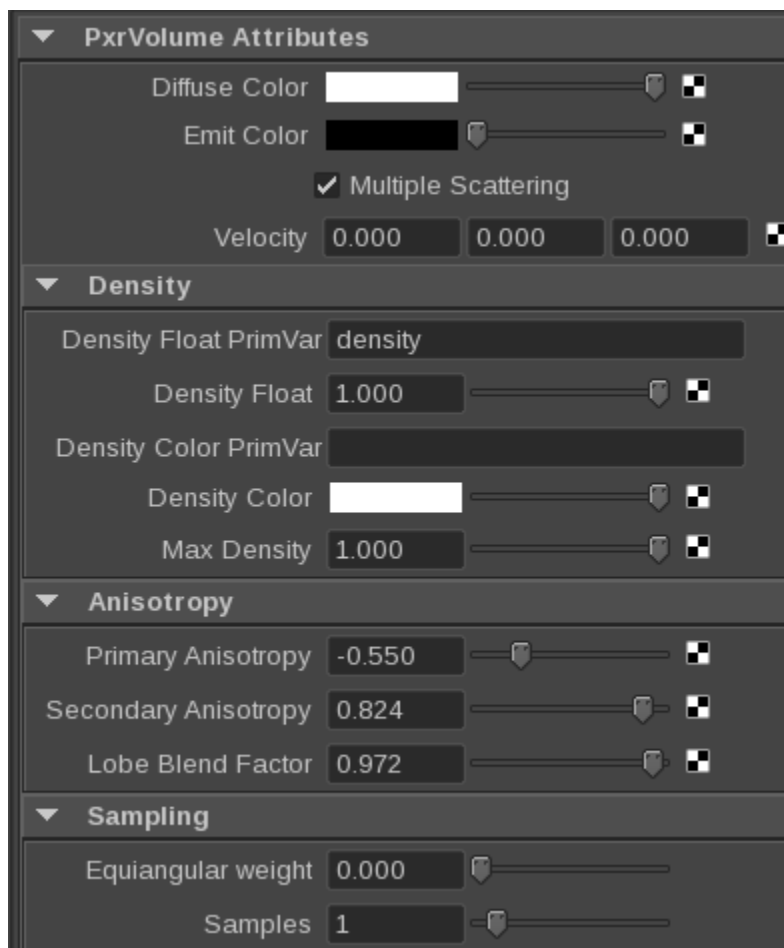 PxrVolume Attributes
Diffuse Color
Emit Color
Multiple Scattering
Velocity 0.000 0.000 0.000
Density
Density Float PrimVar density
Density Float 1.000
Density Color PrimVar
Density Color
Max Density 1.000
Anisotropy
Primary Anisotropy -0.550
Secondary Anisotropy 0.824
Lobe Blend Factor 0.972
Sampling
Equiangular weight 0.000
Samples 1